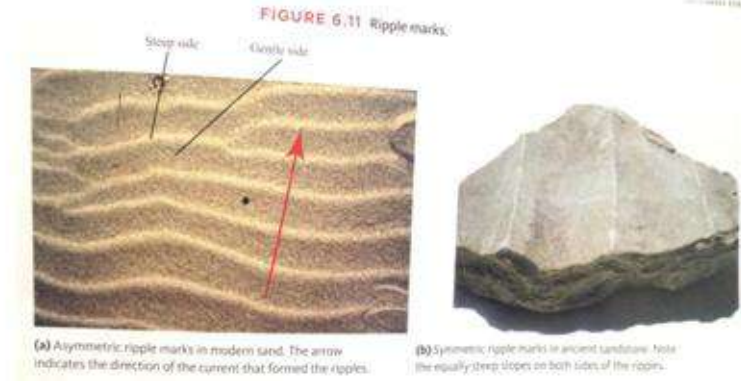 FIGURE 6.11 Ripple marks.
Steep side
Gentle side
(a) Asymmetric ripple marks in modern sand. The arrow
indicates the direction of the current that formed the ripples.
(b) Symmetric ripple marks in ancient sandstone. Note
the equally steep slopes on both sides of the ripples.